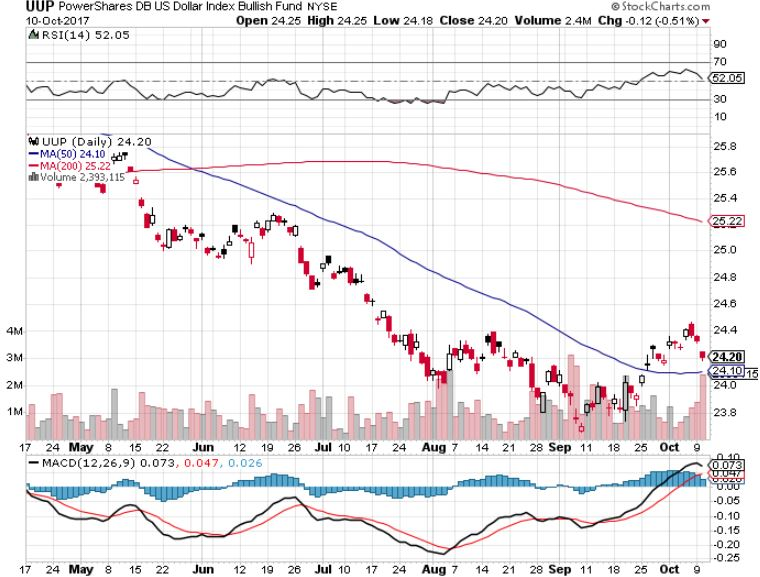 UUP PowerShares DB US Dollar Index Bullish Fund NYSE
© StockCharts.com
10-Oct-2017
Open 24.25 High 24.25 Low 24.18 Close 24.20 Volume 2.4M Chg -0.12 (-0.51%)
RSI(14) 52.05
90
70
52.05
30
10
UUP (Daily) 24.20
MA(50) 24.10
MA(200) 25.22
Volume 2,393,115
25.8
25.6
25.4
25.22
25.0
24.8
24.6
24.4
24.20
24.10
15
24.0
23.8
4M
3M
2M
1M
17 24 May 8 15 22 Jun 12 19 26 Jul 10 17 24 Aug 7 14 21 28 Sep 11 18 25 Oct 9
MACD(12,26,9) 0.073, 0.047, 0.026
0.10
0.073
0.047
0.026
0.00
-0.05
-0.10
-0.15
-0.20
17 24 May 8 15 22 Jun 12 19 26 Jul 10 17 24 Aug 7 14 21 28 Sep 11 18 25 Oct 9